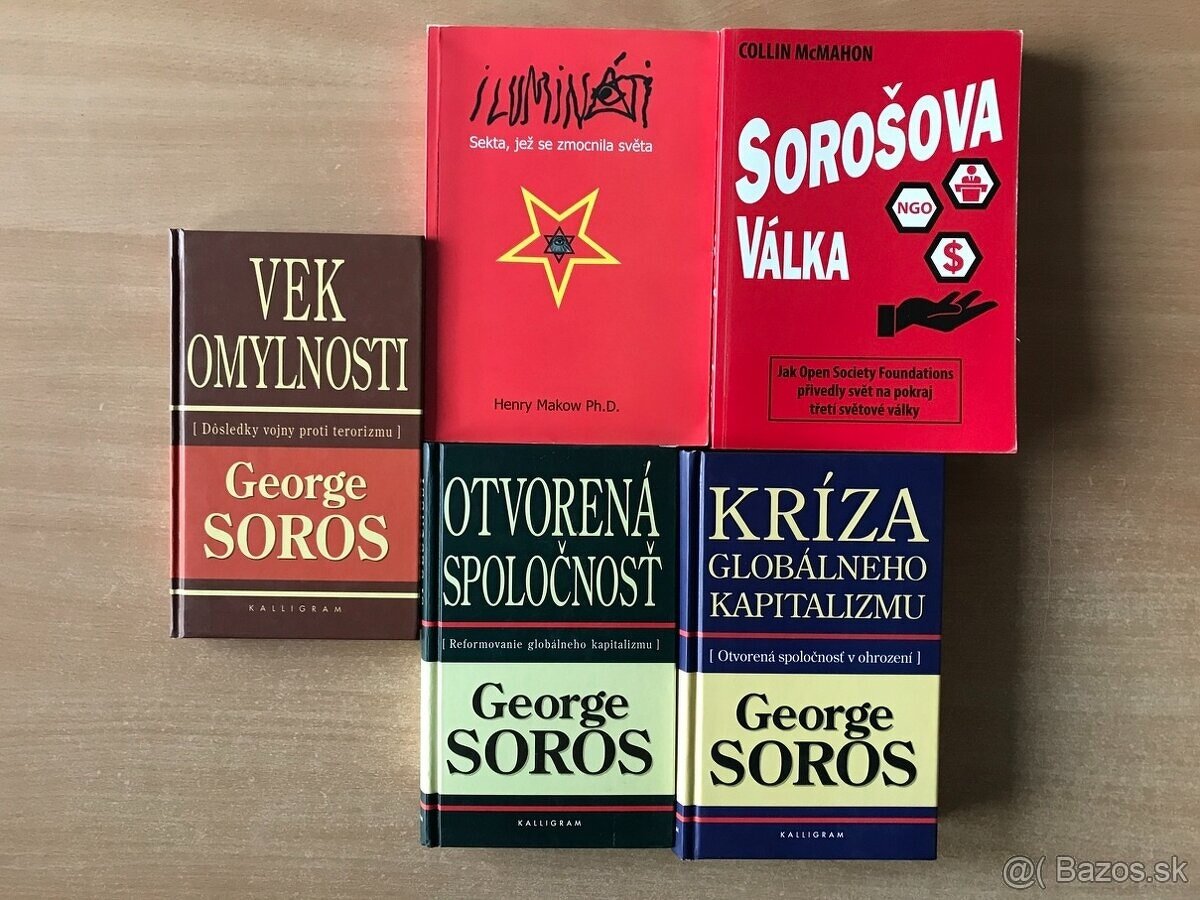 ilumináti
Sekta, jež se zmocnila světa
Henry Makow Ph.D.
COLLIN McMAHON
SOROŠOVA
VÁLKA
NGO
$
Jak Open Society Foundations
přivedly svět na pokraj
třetí světové války
VEK
OMYLNOSTI
[ Dôsledky vojny proti terorizmu ]
George
SOROS
KALLIGRAM
OTVORENÁ
SPOLOČNOSŤ
[ Reformovanie globálneho kapitalizmu ]
George
SOROS
KALLIGRAM
KRÍZA
GLOBÁLNEHO
KAPITALIZMU
[ Otvorená spoločnosť v ohrození ]
George
SOROS
KALLIGRAM
@( Bazos.sk